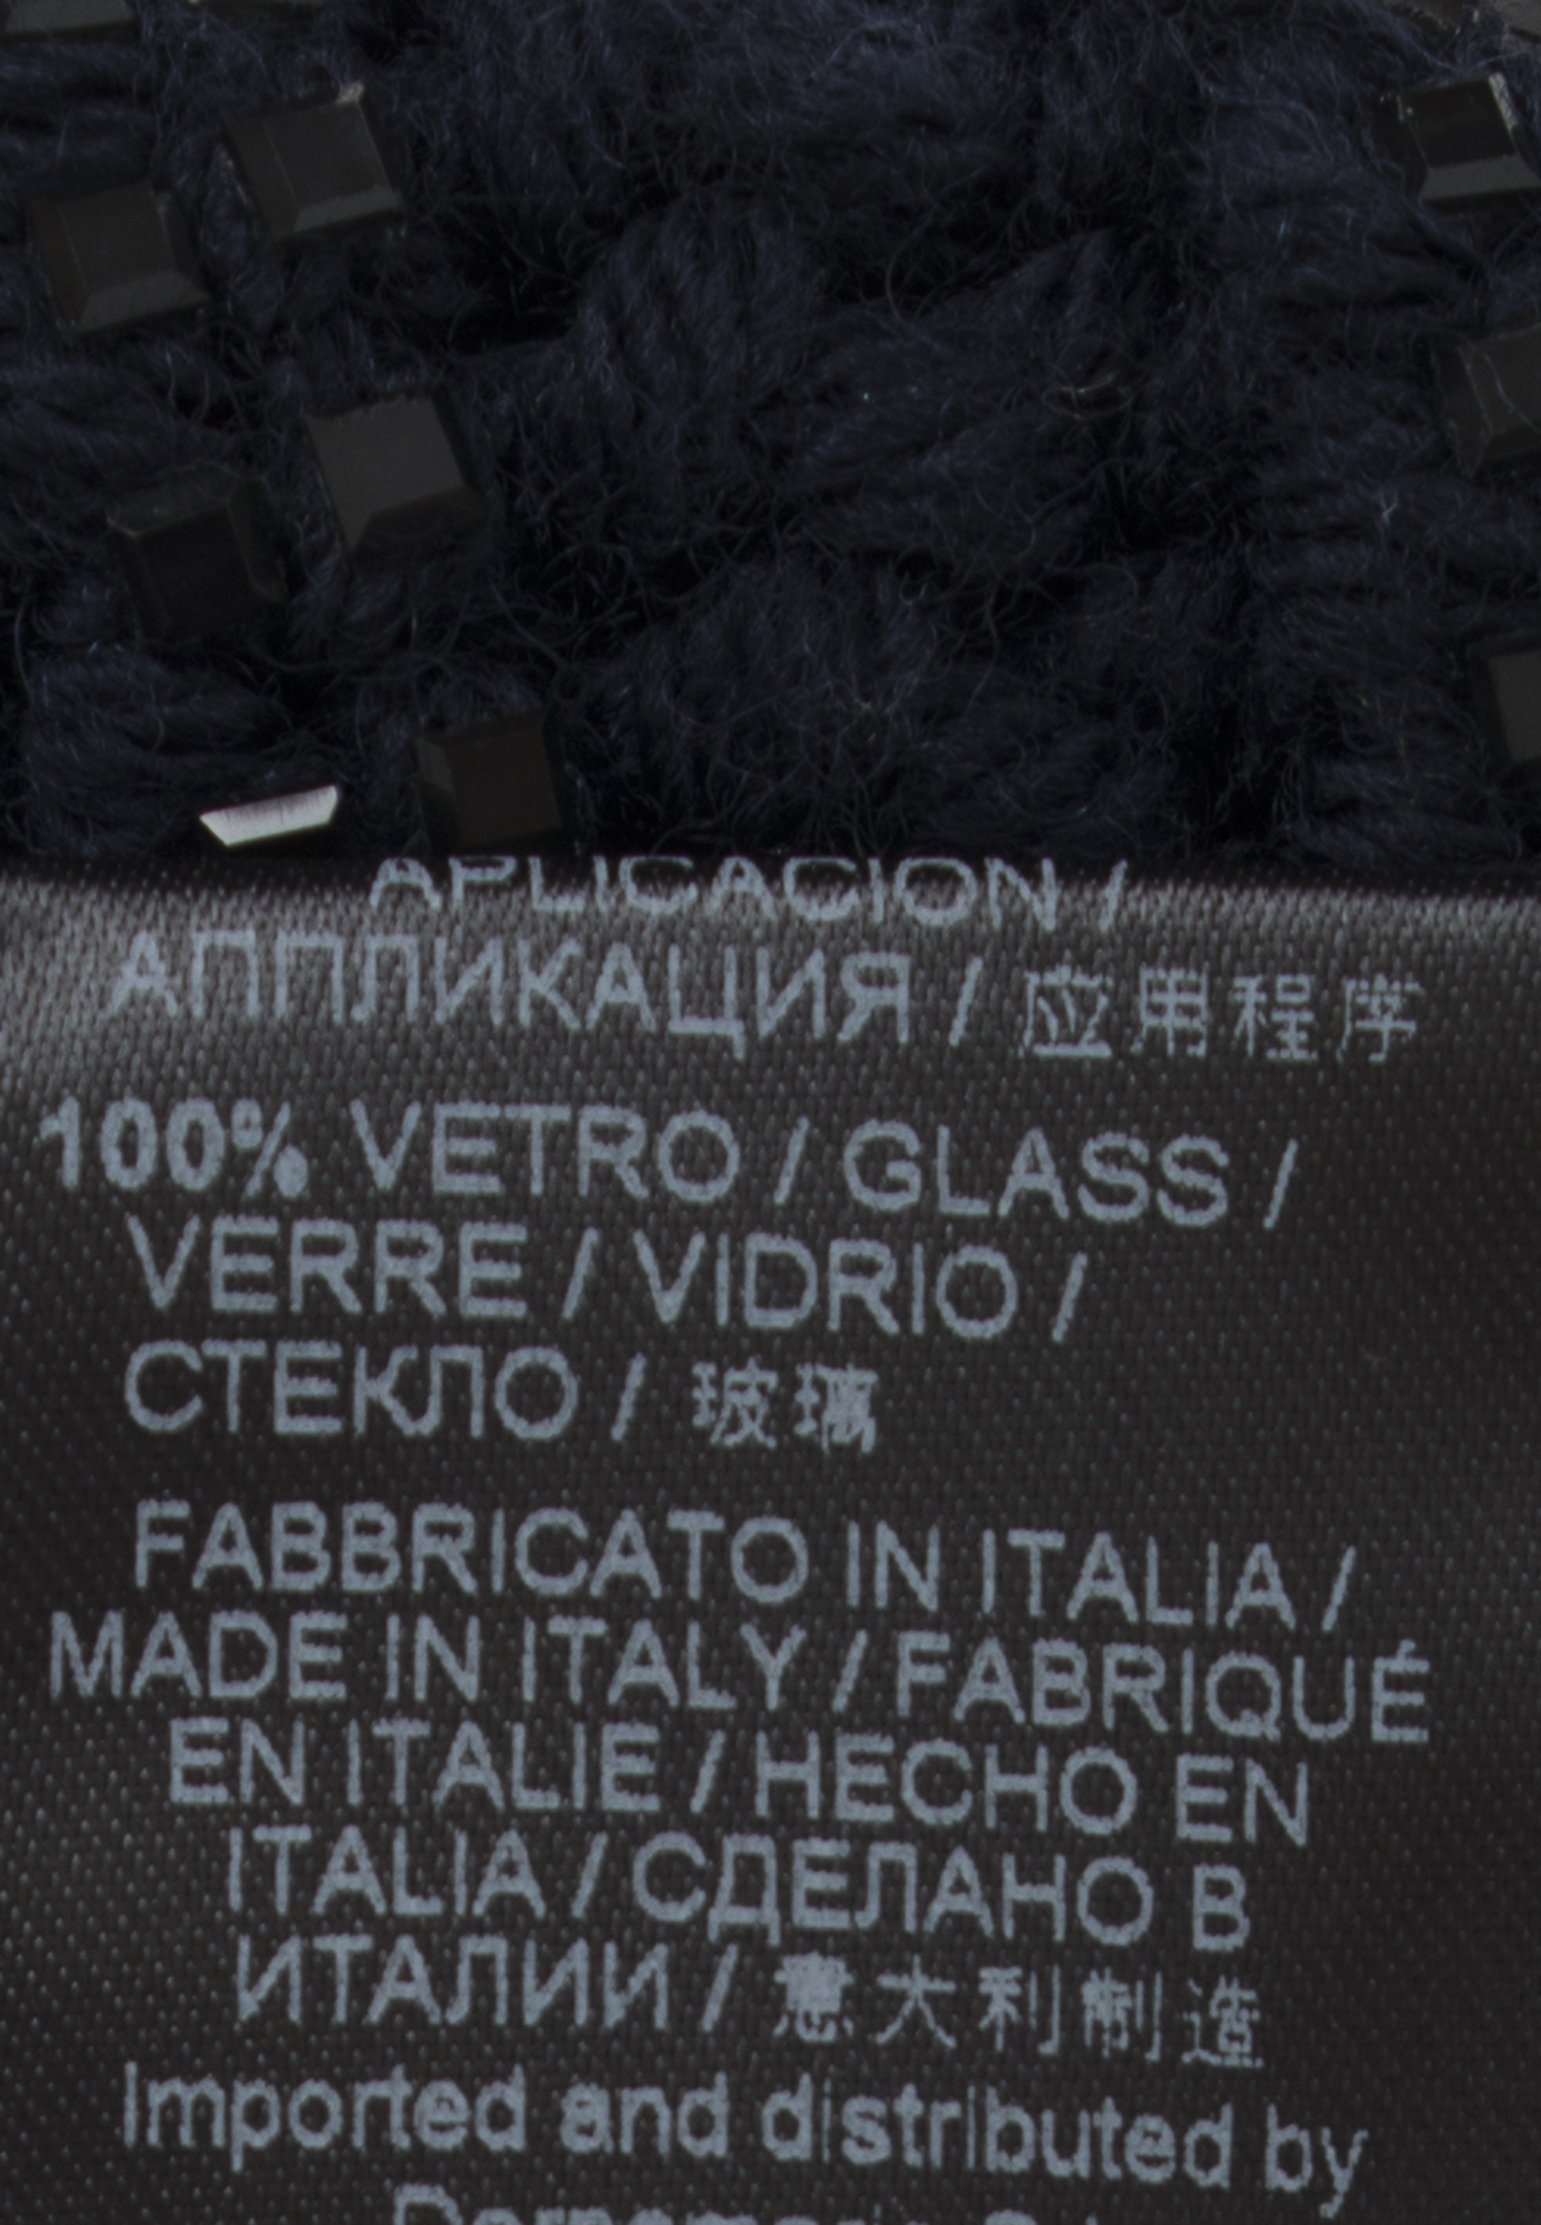 APLICACIÓN /
АППЛИКАЦИЯ / 应用程序
100% VETRO / GLASS /
VERRE / VIDRIO /
СТЕКЛО / 玻璃
FABBRICATO IN ITALIA /
MADE IN ITALY / FABRIQUÉ
EN ITALIE / HECHO EN
ITALIA / СДЕЛАНО В
ИТАЛИИ / 意大利制造
Imported and distributed by